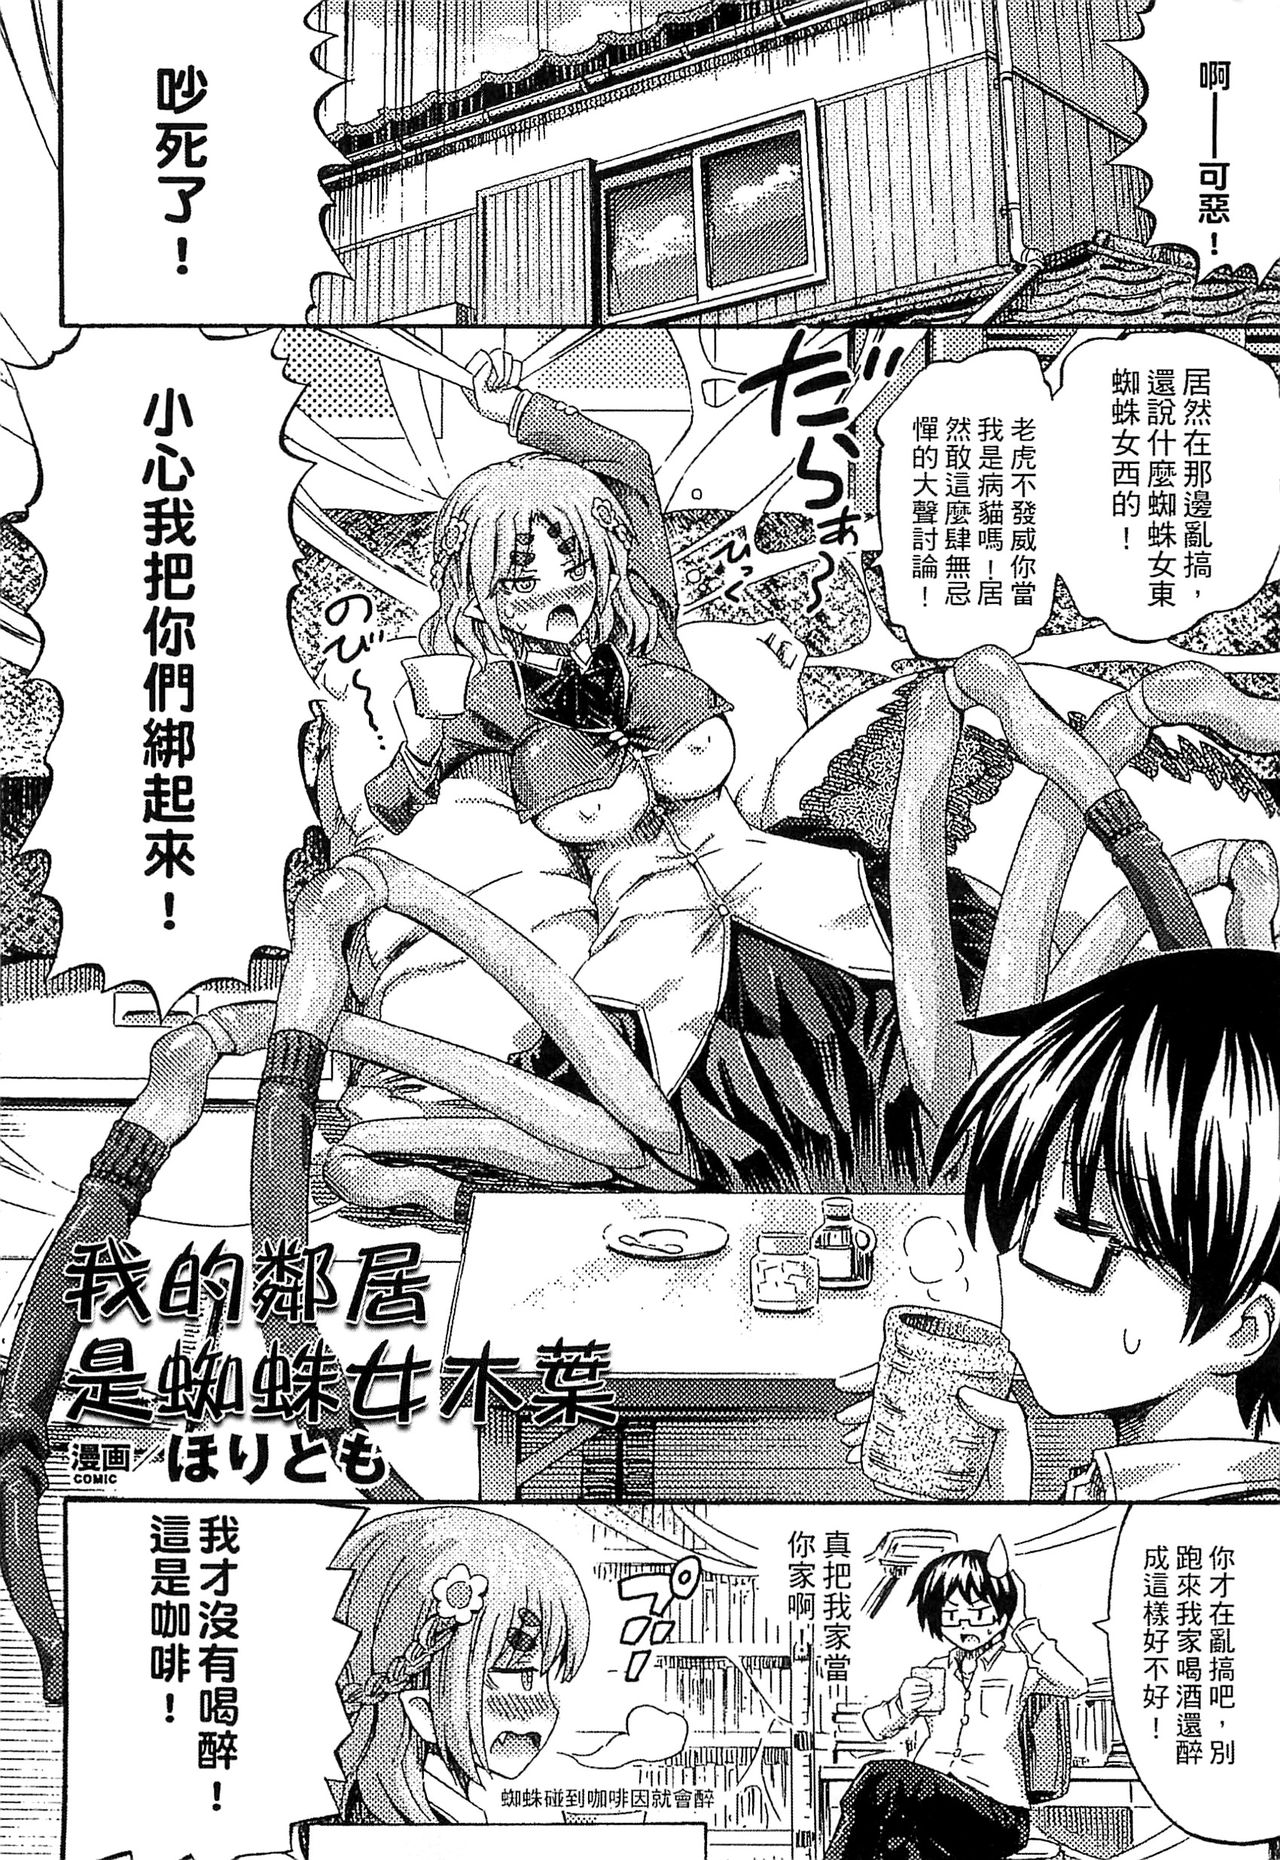 啊——可惡！
吵死了！
居然在那邊亂搞，
還說什麼蜘蛛女東
蜘蛛女西的！
老虎不發威你當
我是病貓嗎！居
然敢這麼肆無忌
憚的大聲討論！
だらぁ〜
ひっく
のび〜〜
小心我把你們綁起來！
我的鄰居
是蜘蛛女木葉
漫画
COMIC
ほりとも
你才在亂搞吧，別
跑來我家喝酒還醉
成這樣好不好！
真把我家當
你家啊！
我才沒有喝醉！
這是咖啡！
蜘蛛碰到咖啡因就會醉